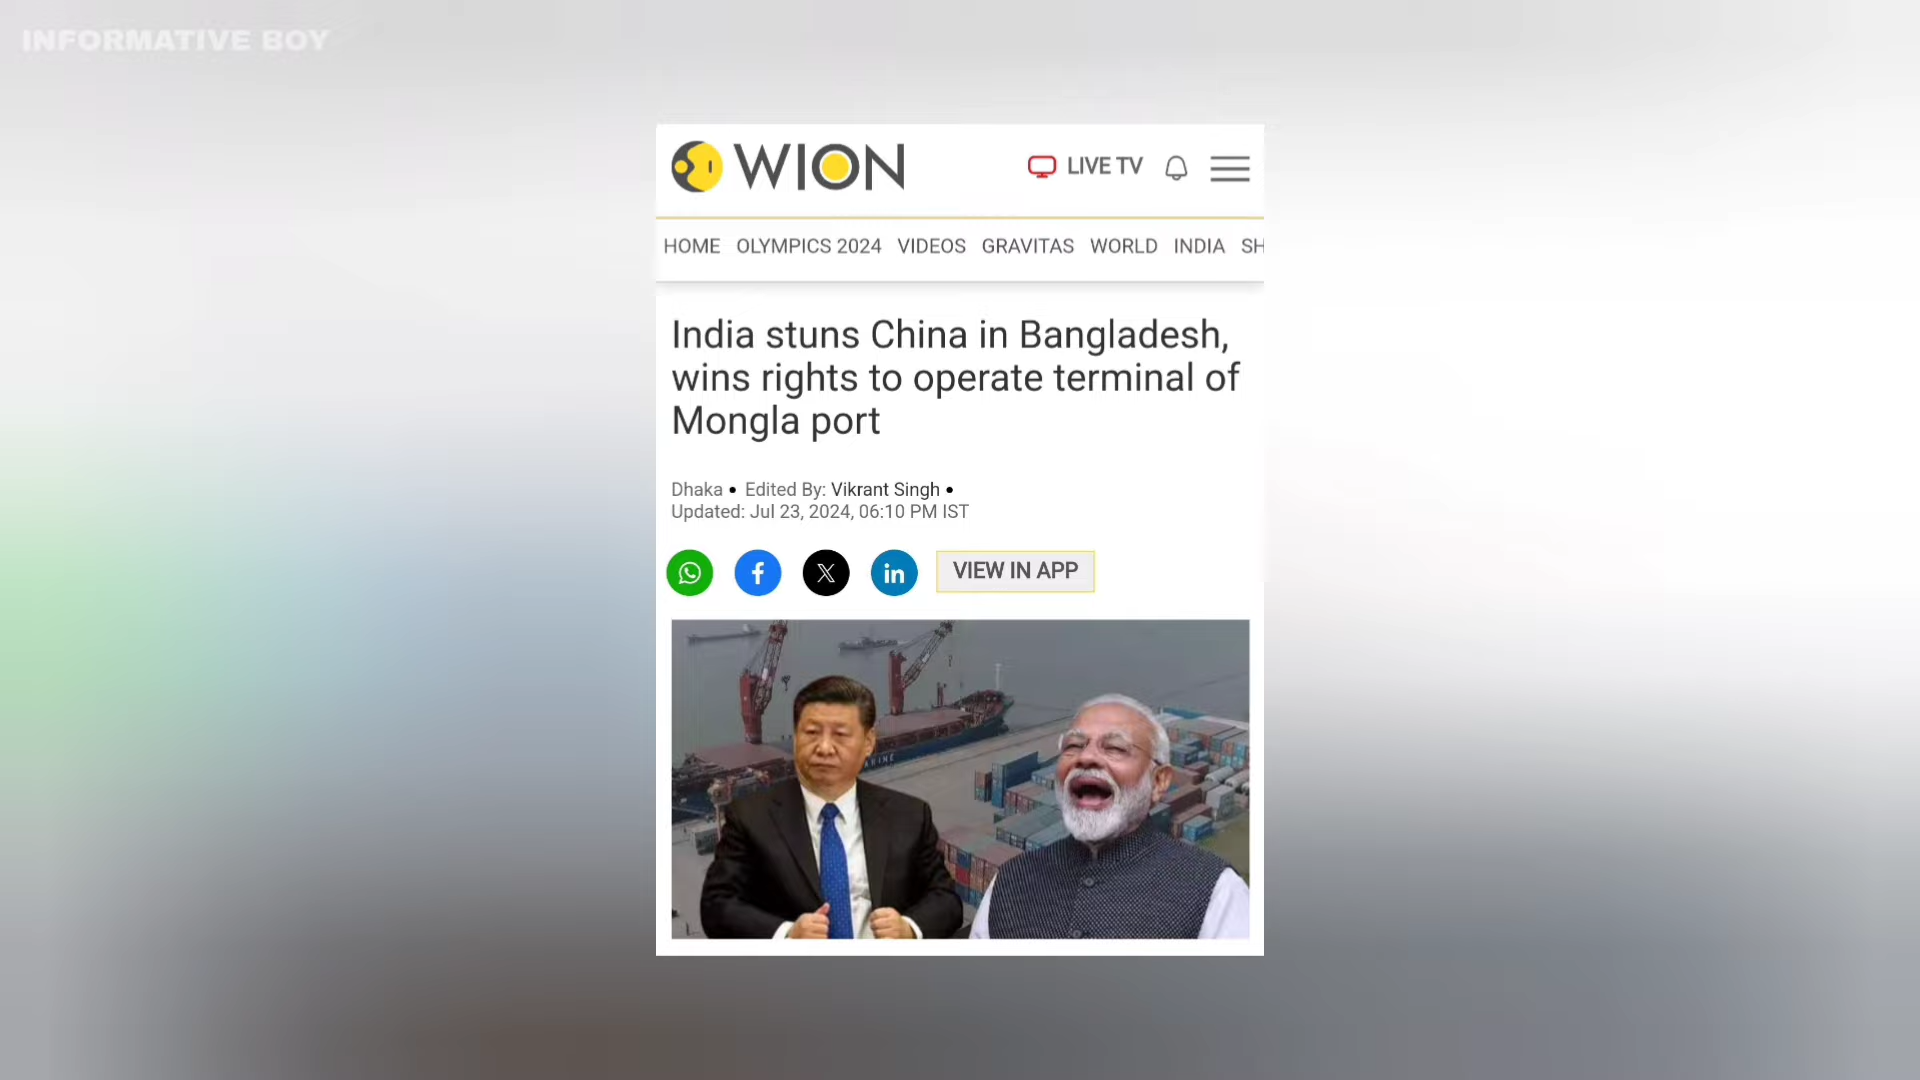 INFORMATIVE BOY
WION
LIVE TV
HOME OLYMPICS 2024 VIDEOS GRAVITAS WORLD INDIA SH
India stuns China in Bangladesh,
wins rights to operate terminal of
Mongla port
Dhaka • Edited By: Vikrant Singh •
Updated: Jul 23, 2024, 06:10 PM IST
VIEW IN APP